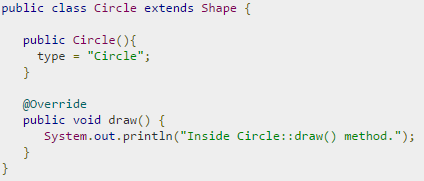 public class Circle extends Shape {
public Circle(){
type = "Circle";
}
@Override
public void draw() {
System.out.println("Inside Circle::draw() method.");
}
}